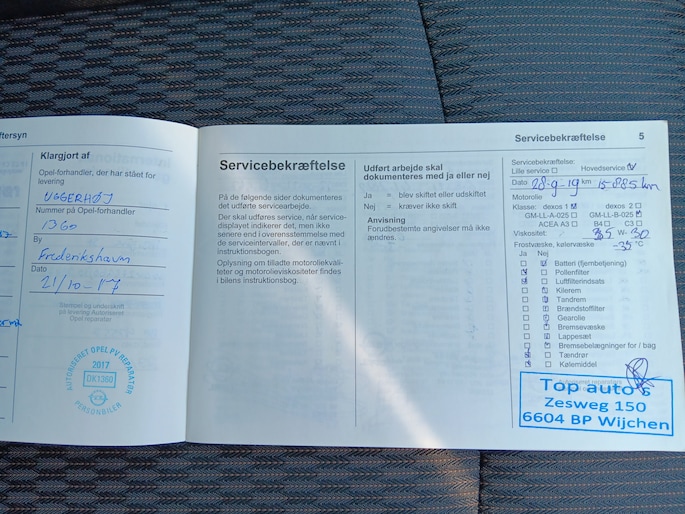 ftersyn
Klargjort af
Opel-forhandler, der har stået for
levering
UGGERHØJ
Nummer på Opel-forhandler
1360
By
Frederikshavn
Dato
21/10-17
Stempel og underskrift
på levering Autoriseret
Opel reparatør
AUTORISERET OPEL PV REPARATØR
2017
DK1360
PERSONBILER
Servicebekræftelse
På de følgende sider dokumenteres
det udførte servicearbejde.
Der skal udføres service, når service-
displayet indikerer det, men ikke
senere end i overensstemmelse med
de serviceintervaller, der er nævnt i
instruktionsbogen.
Oplysning om tilladte motoroliekvali-
teter og motorolieviskositeter findes
i bilens instruktionsbog
Udført arbejde skal
dokumenteres med ja eller nej
Ja = blev skiftet eller udskiftet
Nej = kræver ikke skift
Anvisning
Forudbestemte angivelser må ikke
ændres.
Servicebekræftelse 5
Servicebekræftelse:
Lille service Hovedservice
Dato 28-9-19 km 15.885 km
Motorolie
Klasse: dexos 1 dexos 2
GM-LL-A-025 GM-LL-B-025
ACEA A3 B4 C3
Viskositet: W-30
Frostvæske, kølervæske -35 °C
Ja Nej
Batteri (fjernbetjening)
Pollenfilter
Luftfilterindsats
Kilerem
Tandrem
Brændstoffilter
Gearolie
Bremsevæske
Lappesæt
Bremsebelægninger for / bag
Tændrør
Kølemiddel
Top auto's
Zesweg 150
6604 BP Wijchen